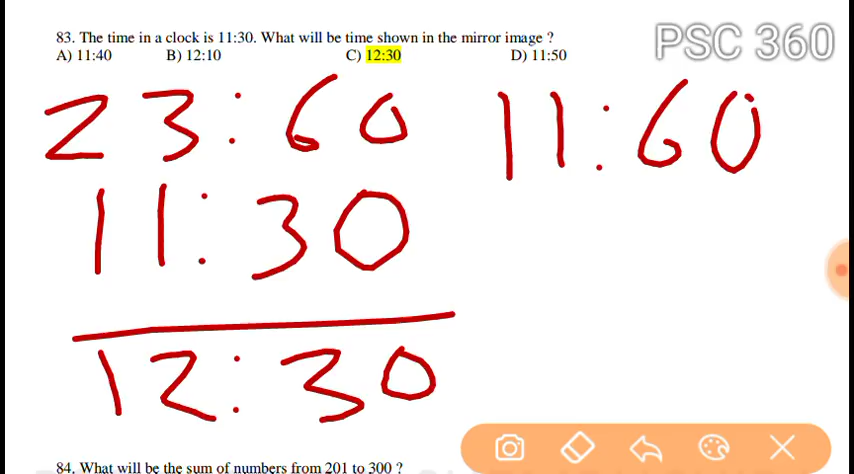 83. The time in a clock is 11:30. What will be time shown in the mirror image ?
A) 11:40 B) 12:10 C) 12:30 D) 11:50
PSC 360
23:60 11:60
11:30
12:30
84. What will be the sum of numbers from 201 to 300 ?